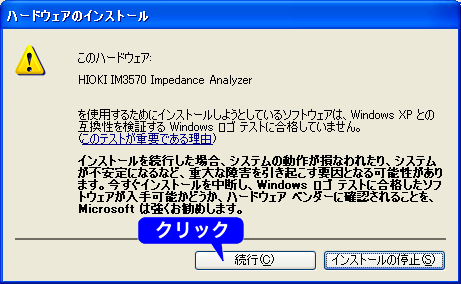 ハードウェアのインストール
このハードウェア:
HIOKI IM3570 Impedance Analyzer
を使用するためにインストールしようとしているソフトウェアは、Windows XP との
互換性を検証する Windows ロゴ テストに合格していません。
(このテストが重要である理由)
インストールを続行した場合、システムの動作が損なわれたり、システム
が不安定になるなど、重大な障害を引き起こす要因となる可能性があり
ます。今すぐインストールを中断し、Windows ロゴ テストに合格したソフ
トウェアが入手可能かどうか、ハードウェア ベンダーに確認されることを、
Microsoft は強くお勧めします。
クリック
続行(C)
インストールの停止(S)